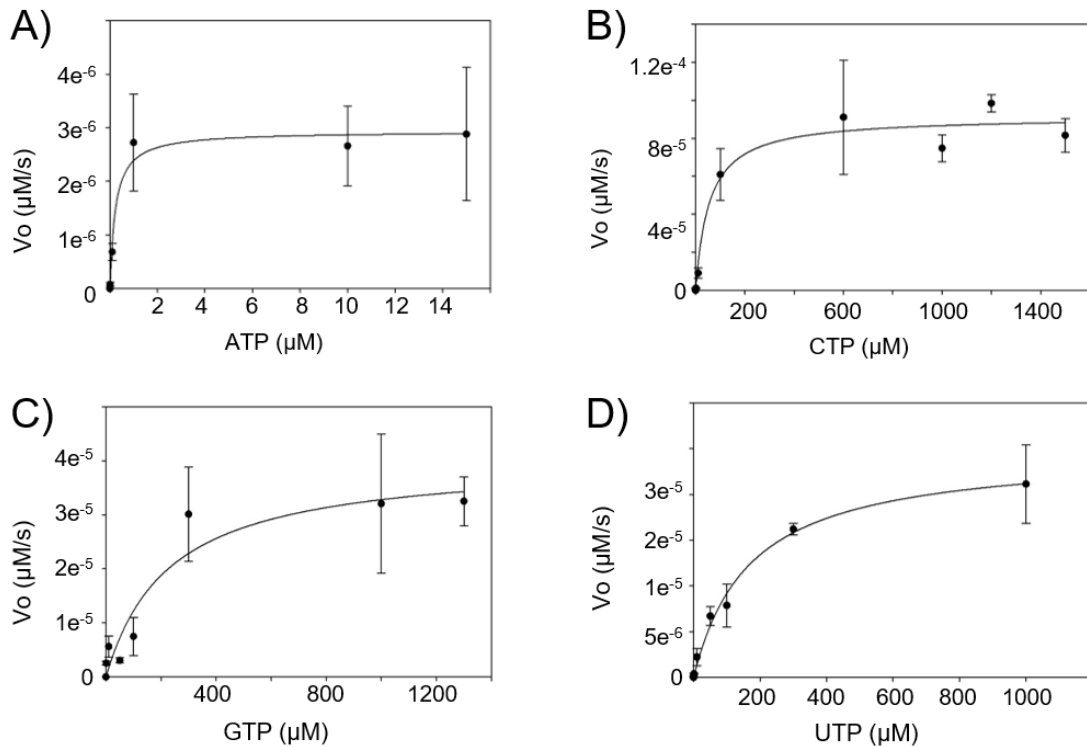 A)
4e⁻⁶
3e⁻⁶
2e⁻⁶
1e⁻⁶
0
Vo (µM/s)
2 4 6 8 10 12 14
ATP (µM)
B)
1.2e⁻⁴
8e⁻⁵
4e⁻⁵
0
Vo (µM/s)
200 600 1000 1400
CTP (µM)
C)
4e⁻⁵
3e⁻⁵
2e⁻⁵
1e⁻⁵
0
Vo (µM/s)
400 800 1200
GTP (µM)
D)
3e⁻⁵
2e⁻⁵
1e⁻⁵
5e⁻⁶
0
Vo (µM/s)
200 400 600 800 1000
UTP (µM)